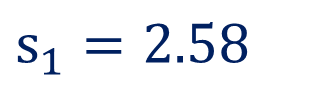 s₁ = 2.58